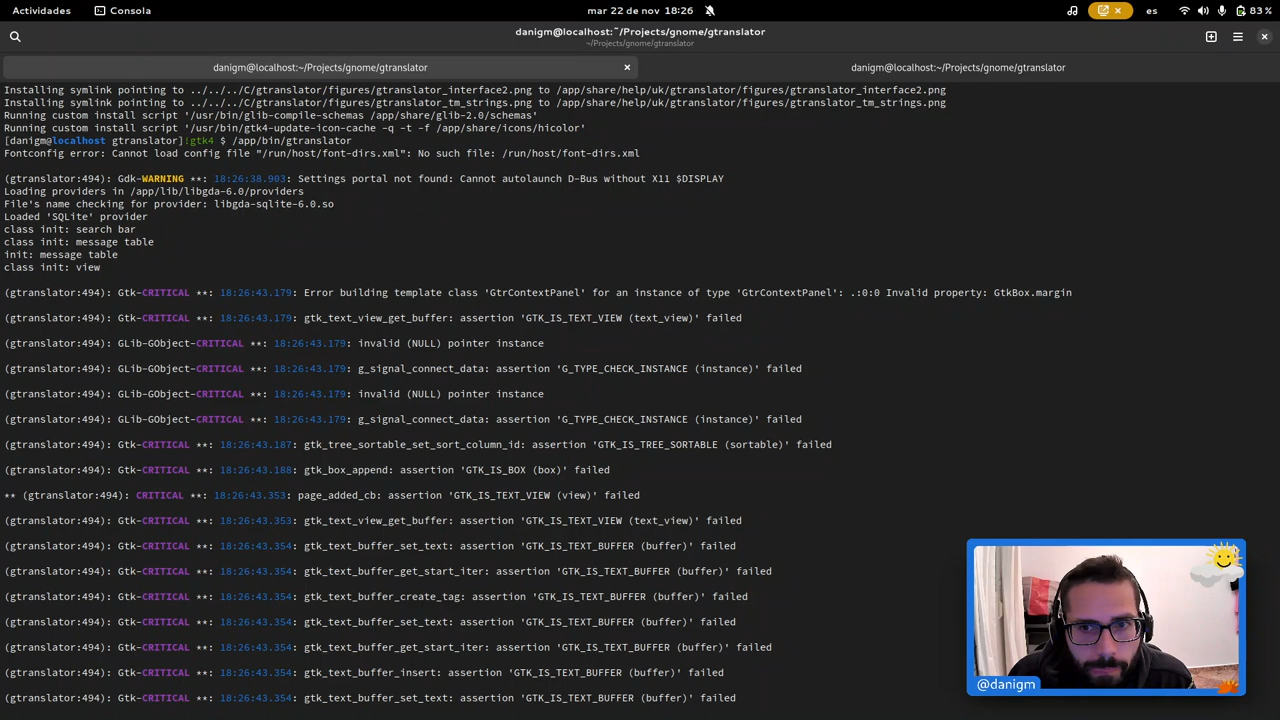 Consola
mar 22 de nov 18:26
es
83 %
danigm@localhost:~/Projects/gnome/gtranslator
~/Projects/gnome/gtranslator
danigm@localhost:~/Projects/gnome/gtranslator
danigm@localhost:~/Projects/gnome/gtranslator
Installing symlink pointing to ../../../C/gtranslator/figures/gtranslator_interface2.png to /app/share/help/uk/gtranslator/figures/gtranslator_interface2.png
Installing symlink pointing to ../../../C/gtranslator/figures/gtranslator_tm_strings.png to /app/share/help/uk/gtranslator/figures/gtranslator_tm_strings.png
Running custom install script '/usr/bin/glib-compile-schemas /app/share/glib-2.0/schemas'
Running custom install script '/usr/bin/gtk4-update-icon-cache -q -t -f /app/share/icons/hicolor'
[danigm@localhost gtranslator]!gtk4 $ /app/bin/gtranslator
Fontconfig error: Cannot load config file "/run/host/font-dirs.xml": No such file: /run/host/font-dirs.xml
(gtranslator:494): Gdk-WARNING **: 18:26:38.903: Settings portal not found: Cannot autolaunch D-Bus without X11 $DISPLAY
Loading providers in /app/lib/libgda-6.0/providers
File's name checking for provider: libgda-sqlite-6.0.so
Loaded 'SQLite' provider
class init: search bar
class init: message table
init: message table
class init: view
(gtranslator:494): Gtk-CRITICAL **: 18:26:43.179: Error building template class 'GtrContextPanel' for an instance of type 'GtrContextPanel': .:0:0 Invalid property: GtkBox.margin
(gtranslator:494): Gtk-CRITICAL **: 18:26:43.179: gtk_text_view_get_buffer: assertion 'GTK_IS_TEXT_VIEW (text_view)' failed
(gtranslator:494): GLib-GObject-CRITICAL **: 18:26:43.179: invalid (NULL) pointer instance
(gtranslator:494): GLib-GObject-CRITICAL **: 18:26:43.179: g_signal_connect_data: assertion 'G_TYPE_CHECK_INSTANCE (instance)' failed
(gtranslator:494): GLib-GObject-CRITICAL **: 18:26:43.179: invalid (NULL) pointer instance
(gtranslator:494): GLib-GObject-CRITICAL **: 18:26:43.179: g_signal_connect_data: assertion 'G_TYPE_CHECK_INSTANCE (instance)' failed
(gtranslator:494): Gtk-CRITICAL **: 18:26:43.187: gtk_tree_sortable_set_sort_column_id: assertion 'GTK_IS_TREE_SORTABLE (sortable)' failed
(gtranslator:494): Gtk-CRITICAL **: 18:26:43.188: gtk_box_append: assertion 'GTK_IS_BOX (box)' failed
** (gtranslator:494): CRITICAL **: 18:26:43.353: page_added_cb: assertion 'GTK_IS_TEXT_VIEW (view)' failed
(gtranslator:494): Gtk-CRITICAL **: 18:26:43.353: gtk_text_view_get_buffer: assertion 'GTK_IS_TEXT_VIEW (text_view)' failed
(gtranslator:494): Gtk-CRITICAL **: 18:26:43.354: gtk_text_buffer_set_text: assertion 'GTK_IS_TEXT_BUFFER (buffer)' failed
(gtranslator:494): Gtk-CRITICAL **: 18:26:43.354: gtk_text_buffer_get_start_iter: assertion 'GTK_IS_TEXT_BUFFER (buffer)' failed
(gtranslator:494): Gtk-CRITICAL **: 18:26:43.354: gtk_text_buffer_create_tag: assertion 'GTK_IS_TEXT_BUFFER (buffer)' failed
(gtranslator:494): Gtk-CRITICAL **: 18:26:43.354: gtk_text_buffer_set_text: assertion 'GTK_IS_TEXT_BUFFER (buffer)' failed
(gtranslator:494): Gtk-CRITICAL **: 18:26:43.354: gtk_text_buffer_get_start_iter: assertion 'GTK_IS_TEXT_BUFFER (buffer)' failed
(gtranslator:494): Gtk-CRITICAL **: 18:26:43.354: gtk_text_buffer_insert: assertion 'GTK_IS_TEXT_BUFFER (buffer)' failed
(gtranslator:494): Gtk-CRITICAL **: 18:26:43.354: gtk_text_buffer_set_text: assertion 'GTK_IS_TEXT_BUFFER (buffer)' failed
@danigm